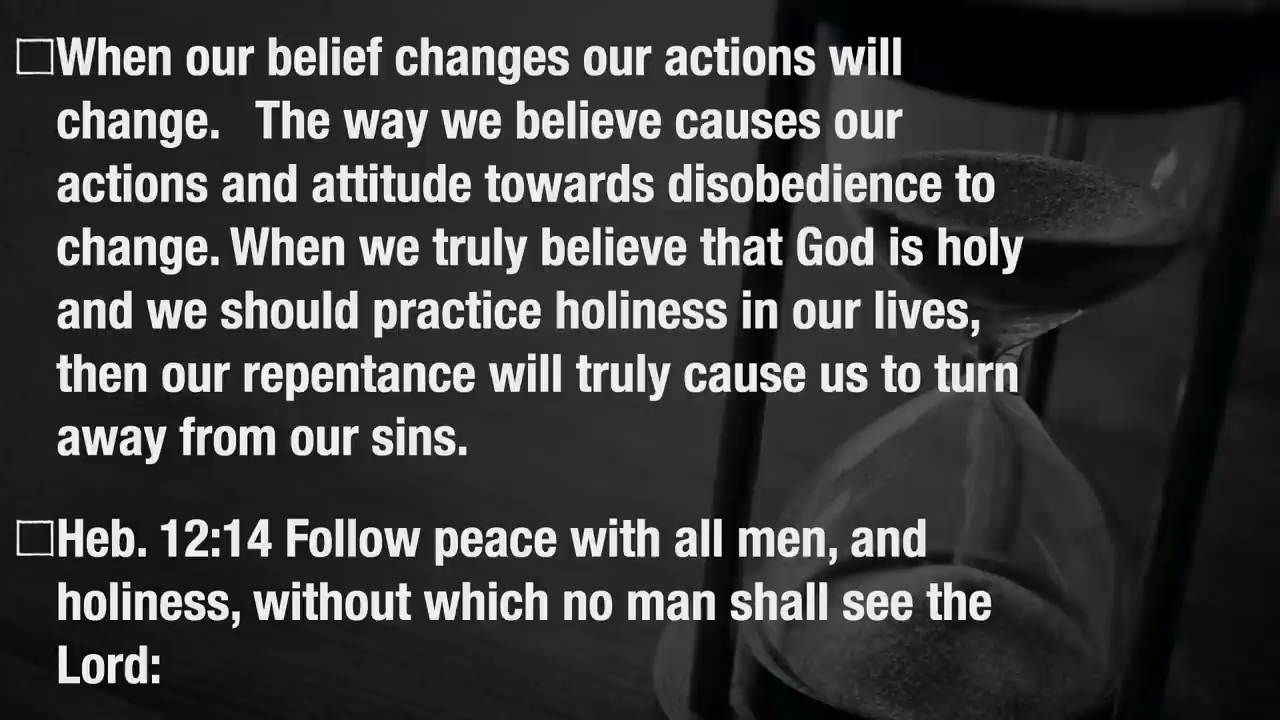 ☐When our belief changes our actions will
change.   The way we believe causes our
actions and attitude towards disobedience to
change. When we truly believe that God is holy
and we should practice holiness in our lives,
then our repentance will truly cause us to turn
away from our sins.
☐Heb. 12:14 Follow peace with all men, and
holiness, without which no man shall see the
Lord: